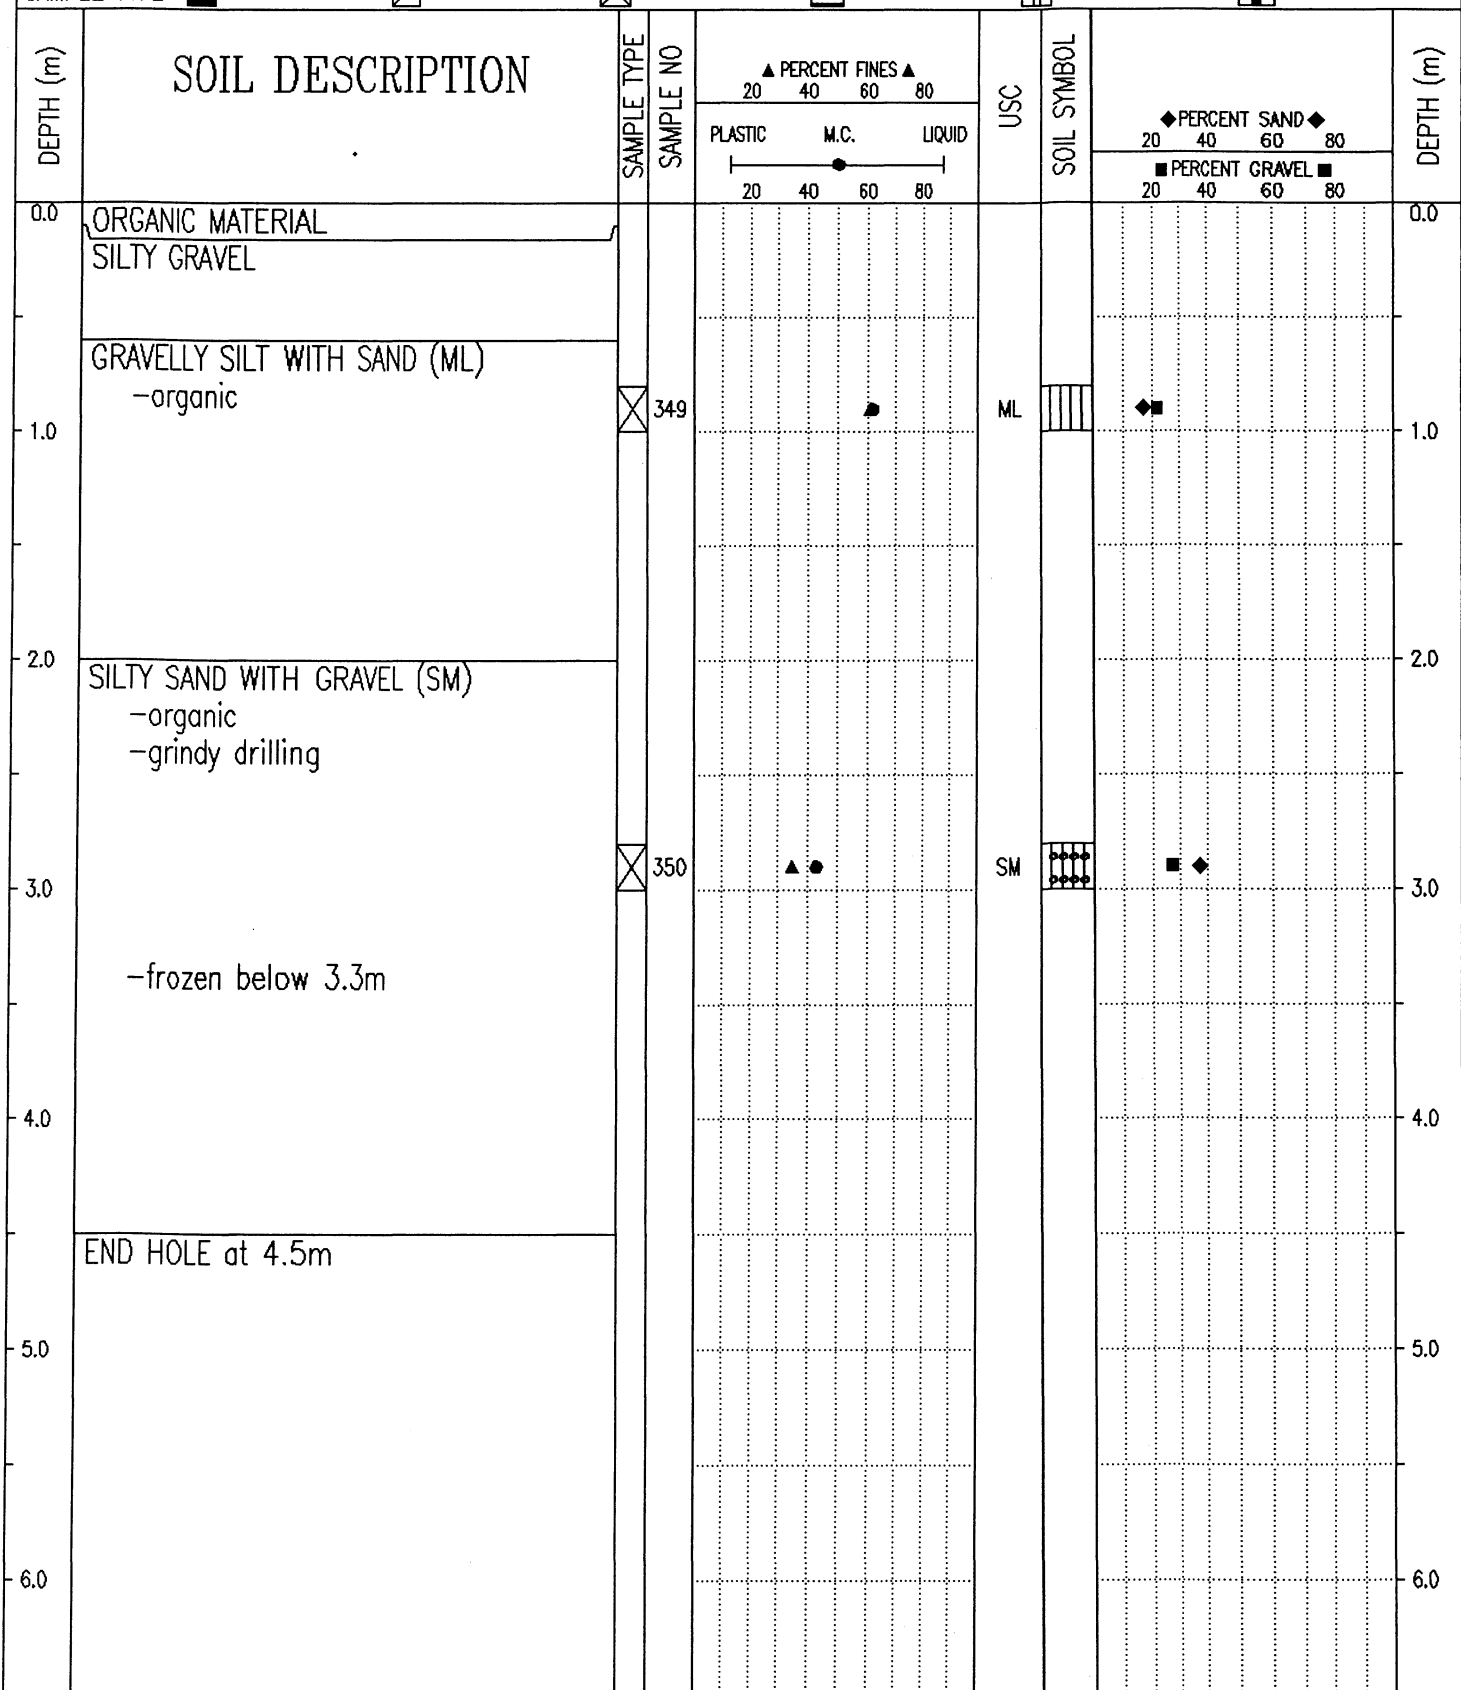 DEPTH (m)
SOIL DESCRIPTION
SAMPLE TYPE
SAMPLE NO
▲ PERCENT FINES ▲
20 40 60 80
PLASTIC M.C. LIQUID
20 40 60 80
USC
SOIL SYMBOL
◆PERCENT SAND◆
20 40 60 80
■PERCENT GRAVEL■
20 40 60 80
DEPTH (m)
0.0 ORGANIC MATERIAL 0.0
SILTY GRAVEL
GRAVELLY SILT WITH SAND (ML)
-organic
349 ML
1.0 1.0
2.0 2.0
SILTY SAND WITH GRAVEL (SM)
-organic
-grindy drilling
350 SM
3.0 3.0
-frozen below 3.3m
4.0 4.0
END HOLE at 4.5m
5.0 5.0
6.0 6.0